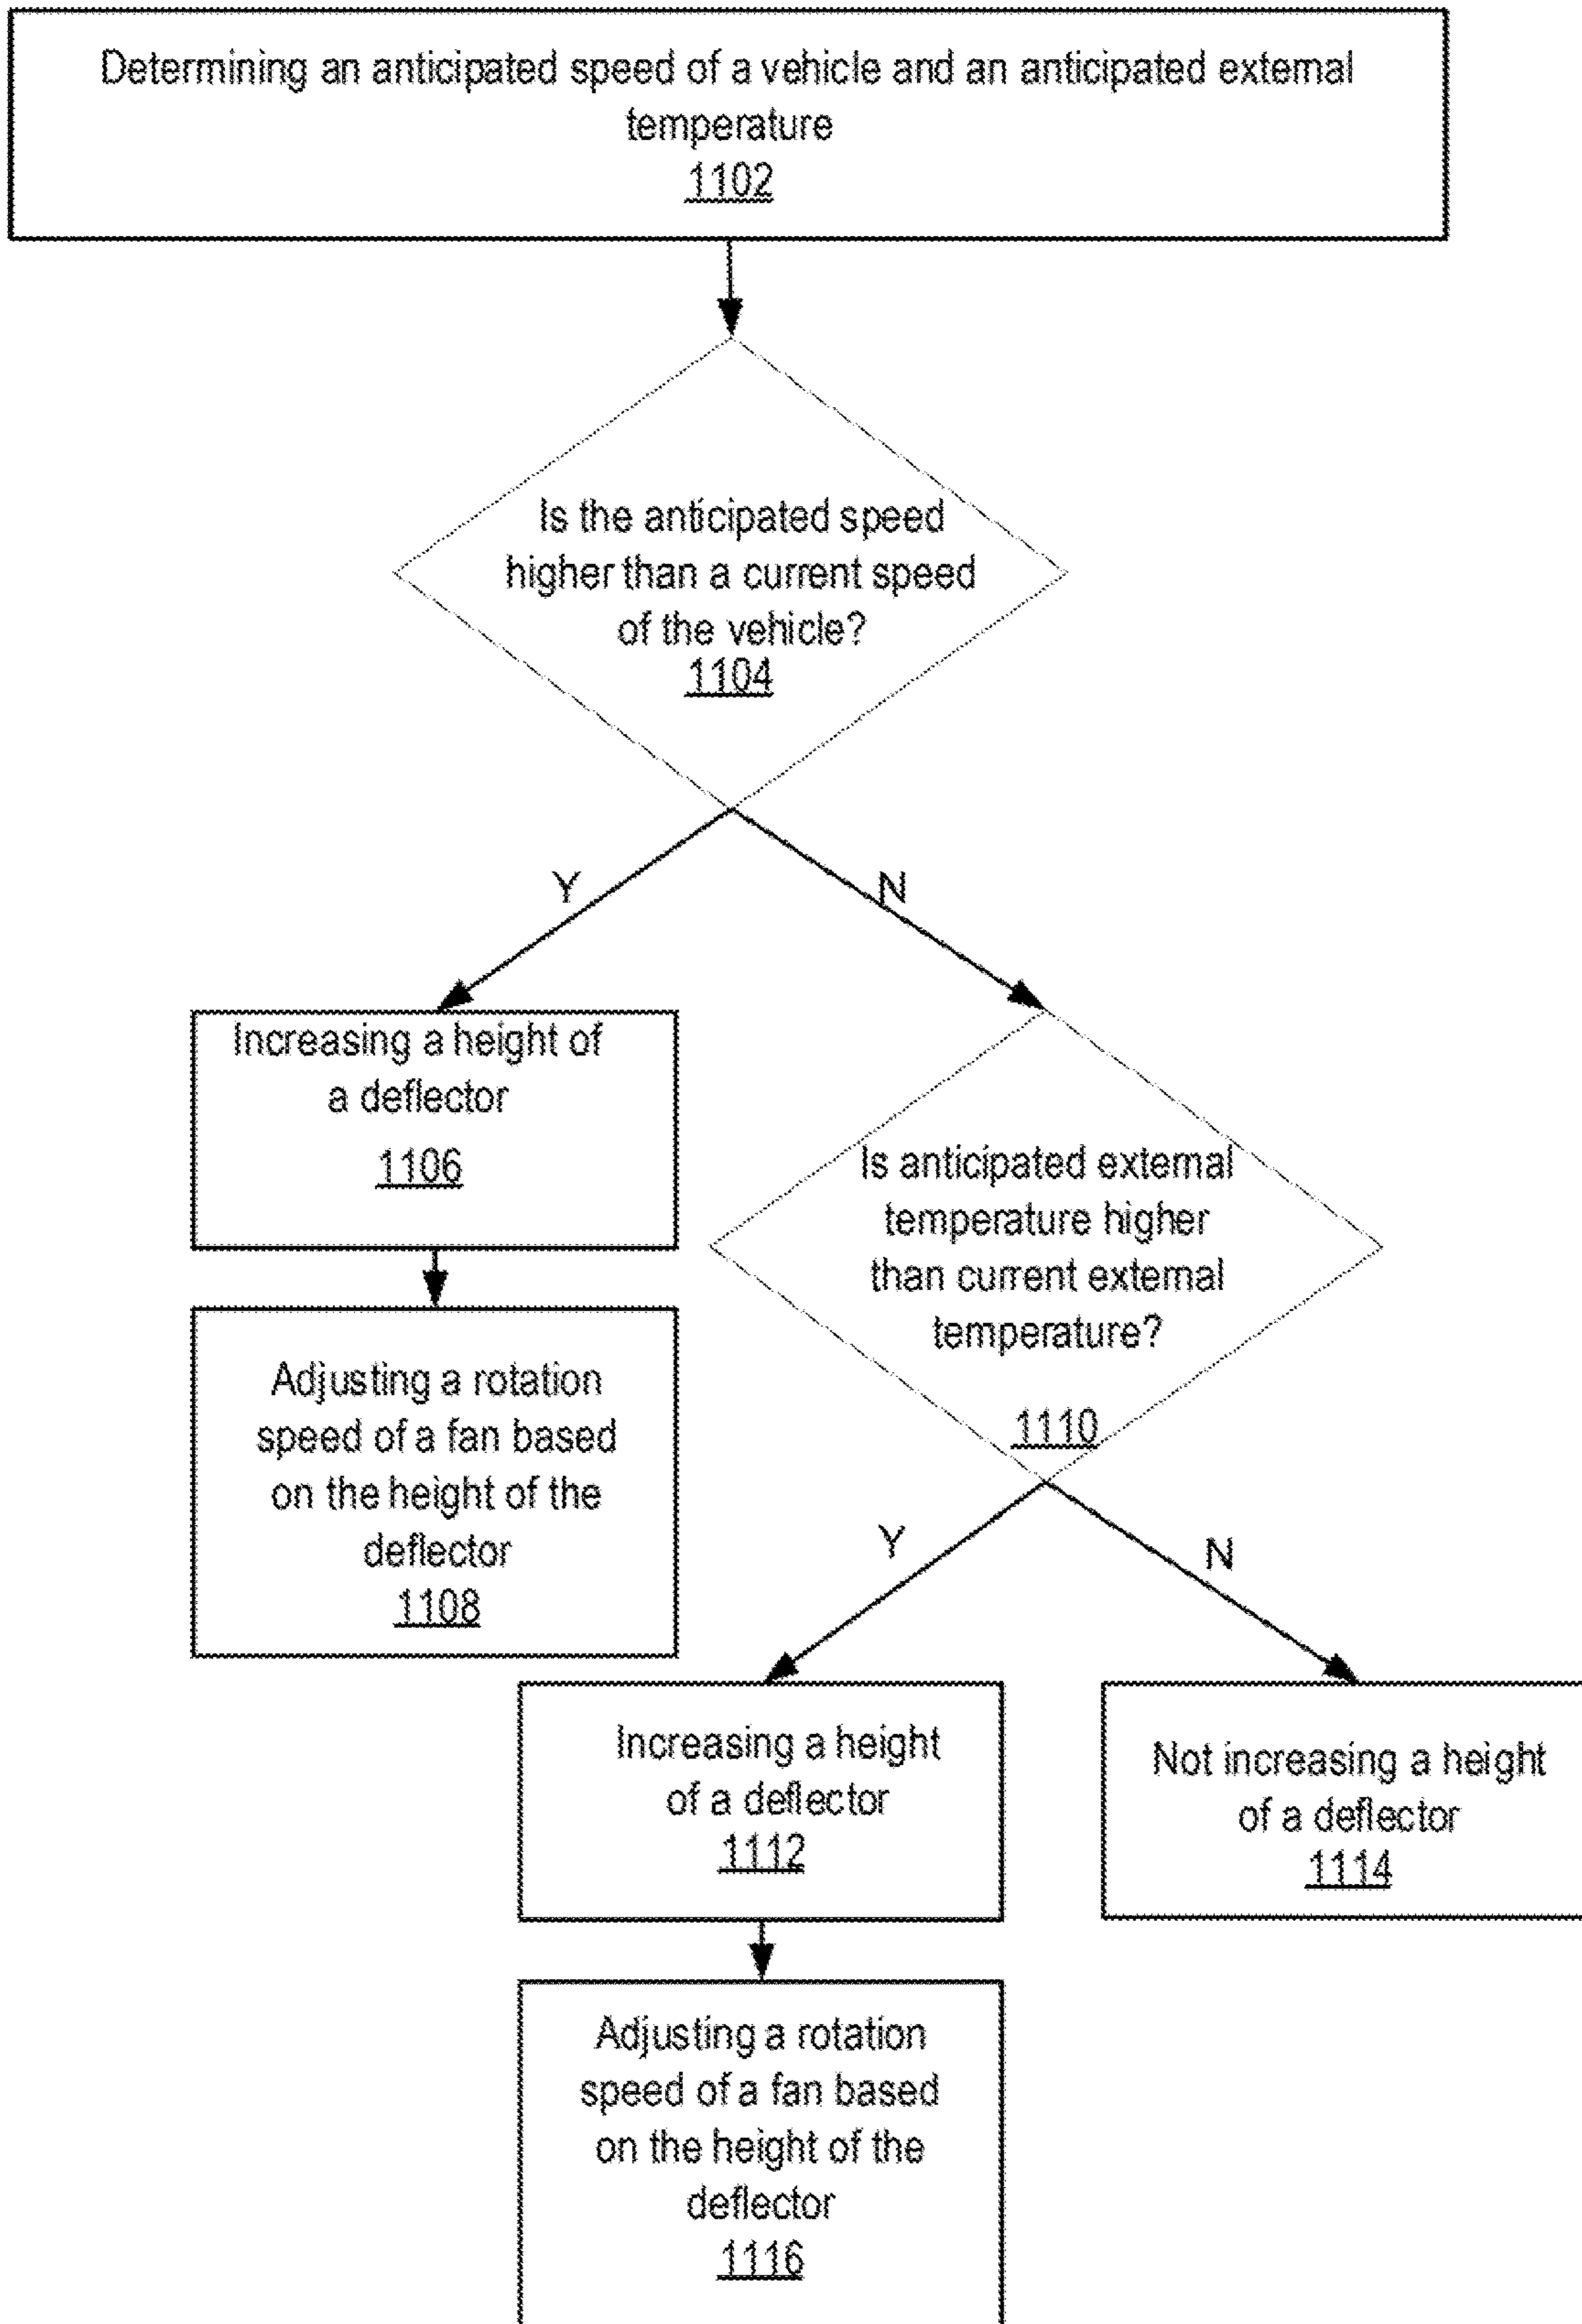 Determining an anticipated speed of a vehicle and an anticipated external
temperature
1102
Is the anticipated speed
higher than a current speed
of the vehicle?
1104
Y
N
Increasing a height of
a deflector
1106
Is anticipated external
temperature higher
than current external
temperature?
1110
Adjusting a rotation
speed of a fan based
on the height of the
deflector
1108
Y
N
Increasing a height
of a deflector
1112
Not increasing a height
of a deflector
1114
Adjusting a rotation
speed of a fan based
on the height of the
deflector
1116